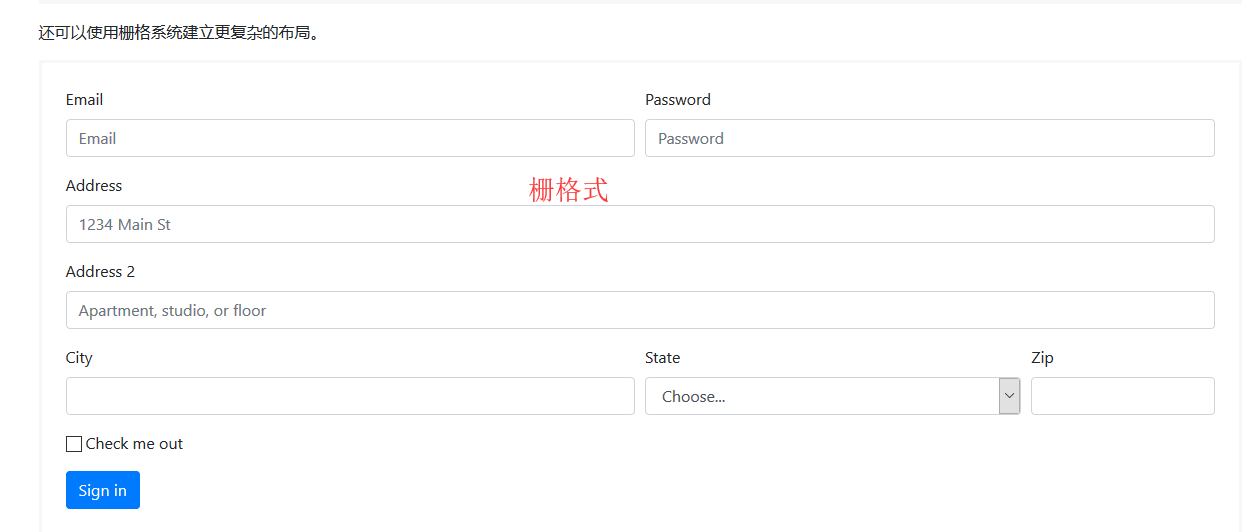 还可以使用栅格系统建立更复杂的布局。
Email Password
Email Password
Address
栅格式
1234 Main St
Address 2
Apartment, studio, or floor
City State Zip
Choose...
Check me out
Sign in